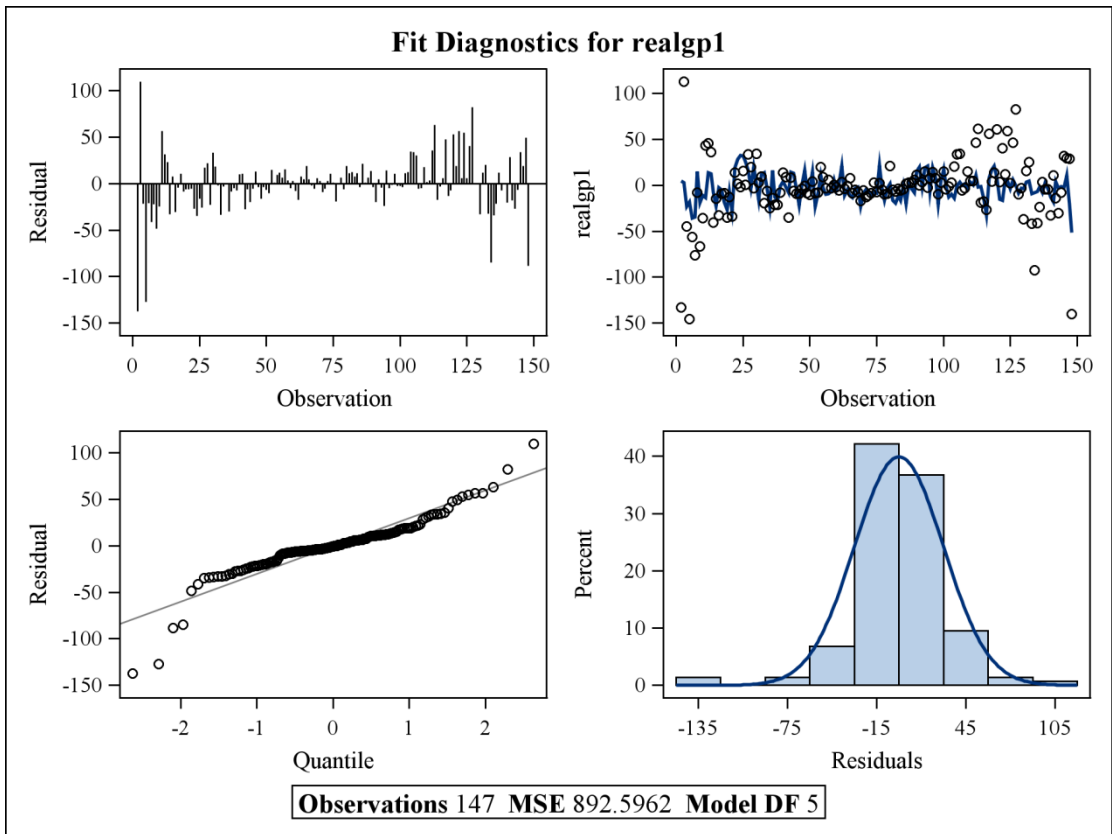 Fit Diagnostics for realgp1
Residual
100
50
0
-50
-100
-150
0 25 50 75 100 125 150
Observation
realgp1
100
50
0
-50
-100
-150
0 25 50 75 100 125 150
Observation
Residual
100
50
0
-50
-100
-150
-2 -1 0 1 2
Quantile
Percent
40
30
20
10
0
-135 -75 -15 45 105
Residuals
Observations 147 MSE 892.5962 Model DF 5